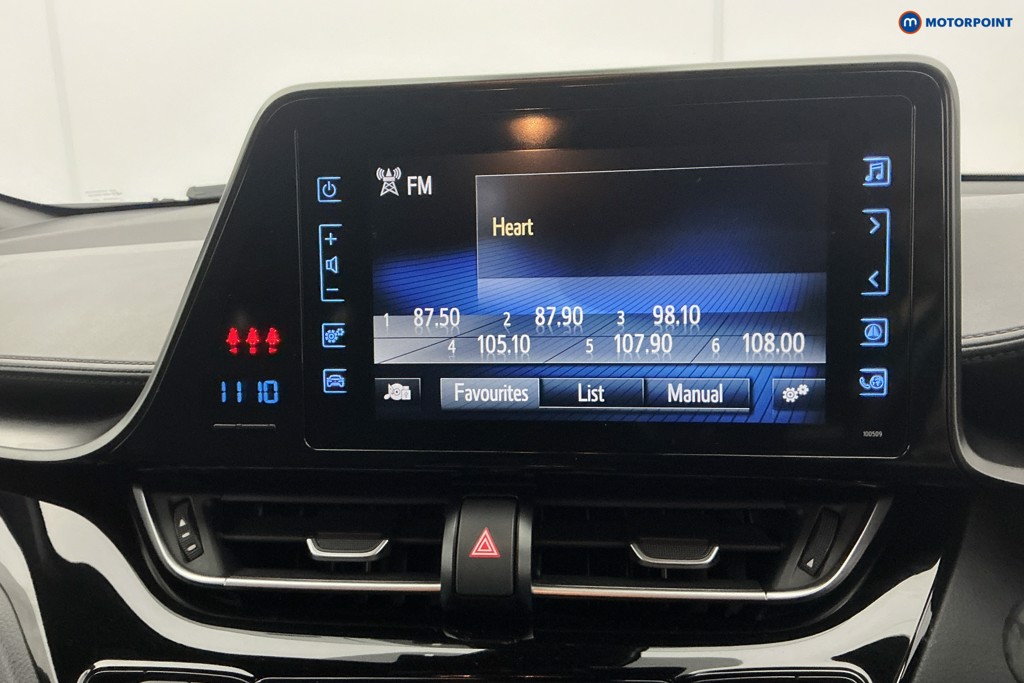 MOTORPOINT
FM
Heart
1 87.50 2 87.90 3 98.10
4 105.10 5 107.90 6 108.00
Favourites List Manual
11 10
100509